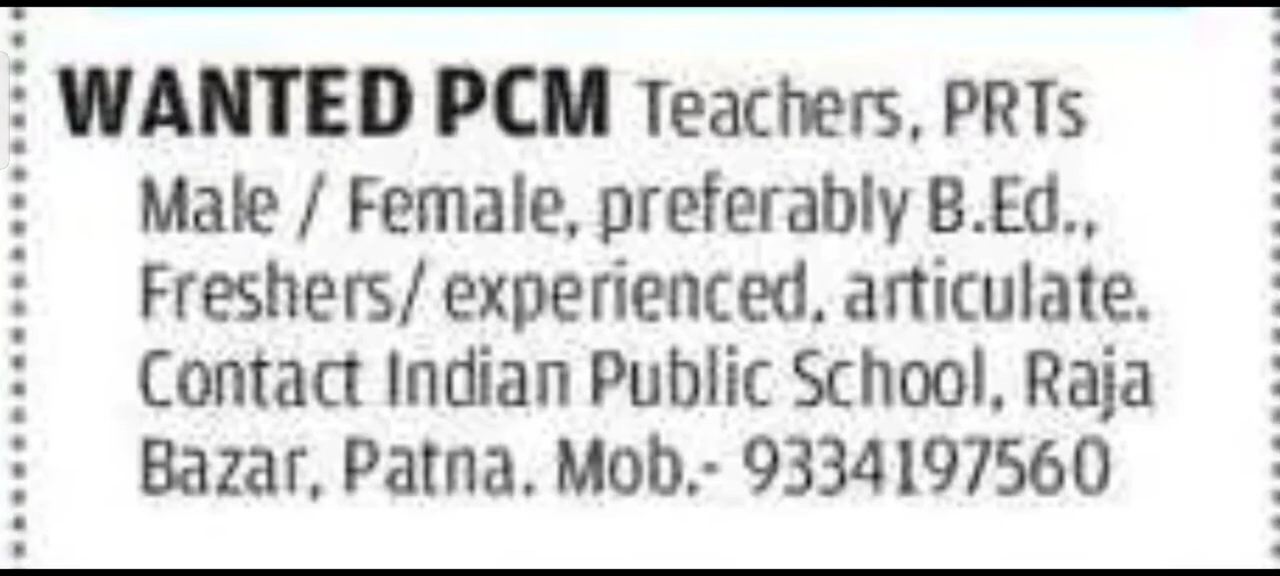 WANTED PCM Teachers, PRTs
Male / Female, preferably B.Ed.,
Freshers/ experienced, articulate.
Contact Indian Public School, Raja
Bazar, Patna. Mob.- 9334197560